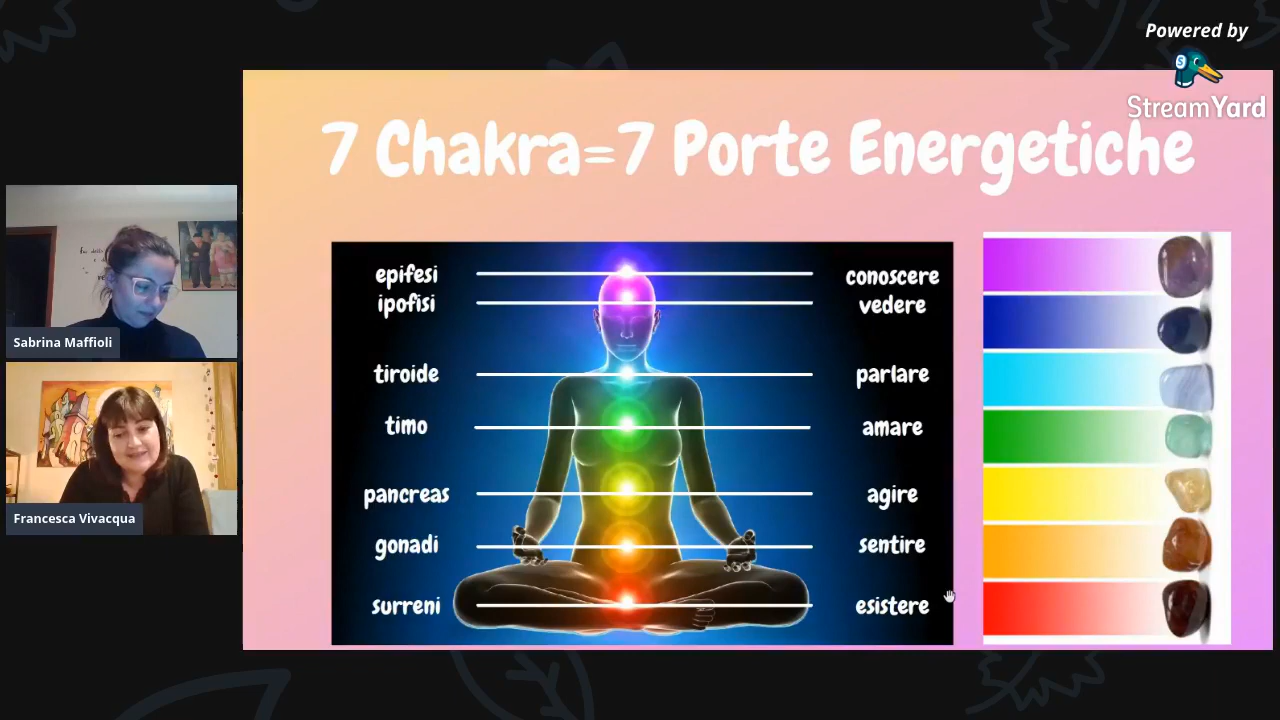 Powered by
StreamYard
7 Chakra=7 Porte Energetiche
epifesi
conoscere
ipofisi
vedere
tiroide
parlare
timo
amare
pancreas
agire
gonadi
sentire
surreni
esistere
Sabrina Maffioli
Francesca Vivacqua